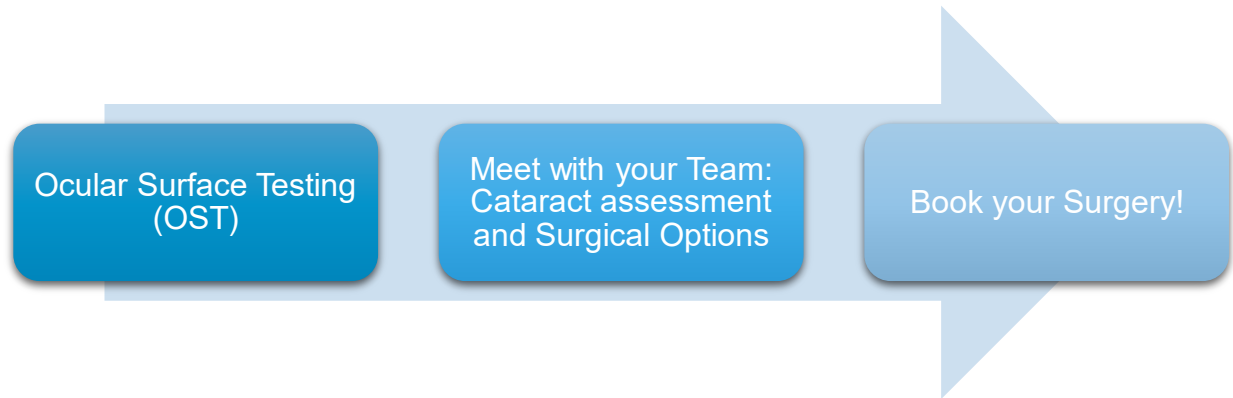 Ocular Surface Testing
(OST)
Meet with your Team:
Cataract assessment
and Surgical Options
Book your Surgery!